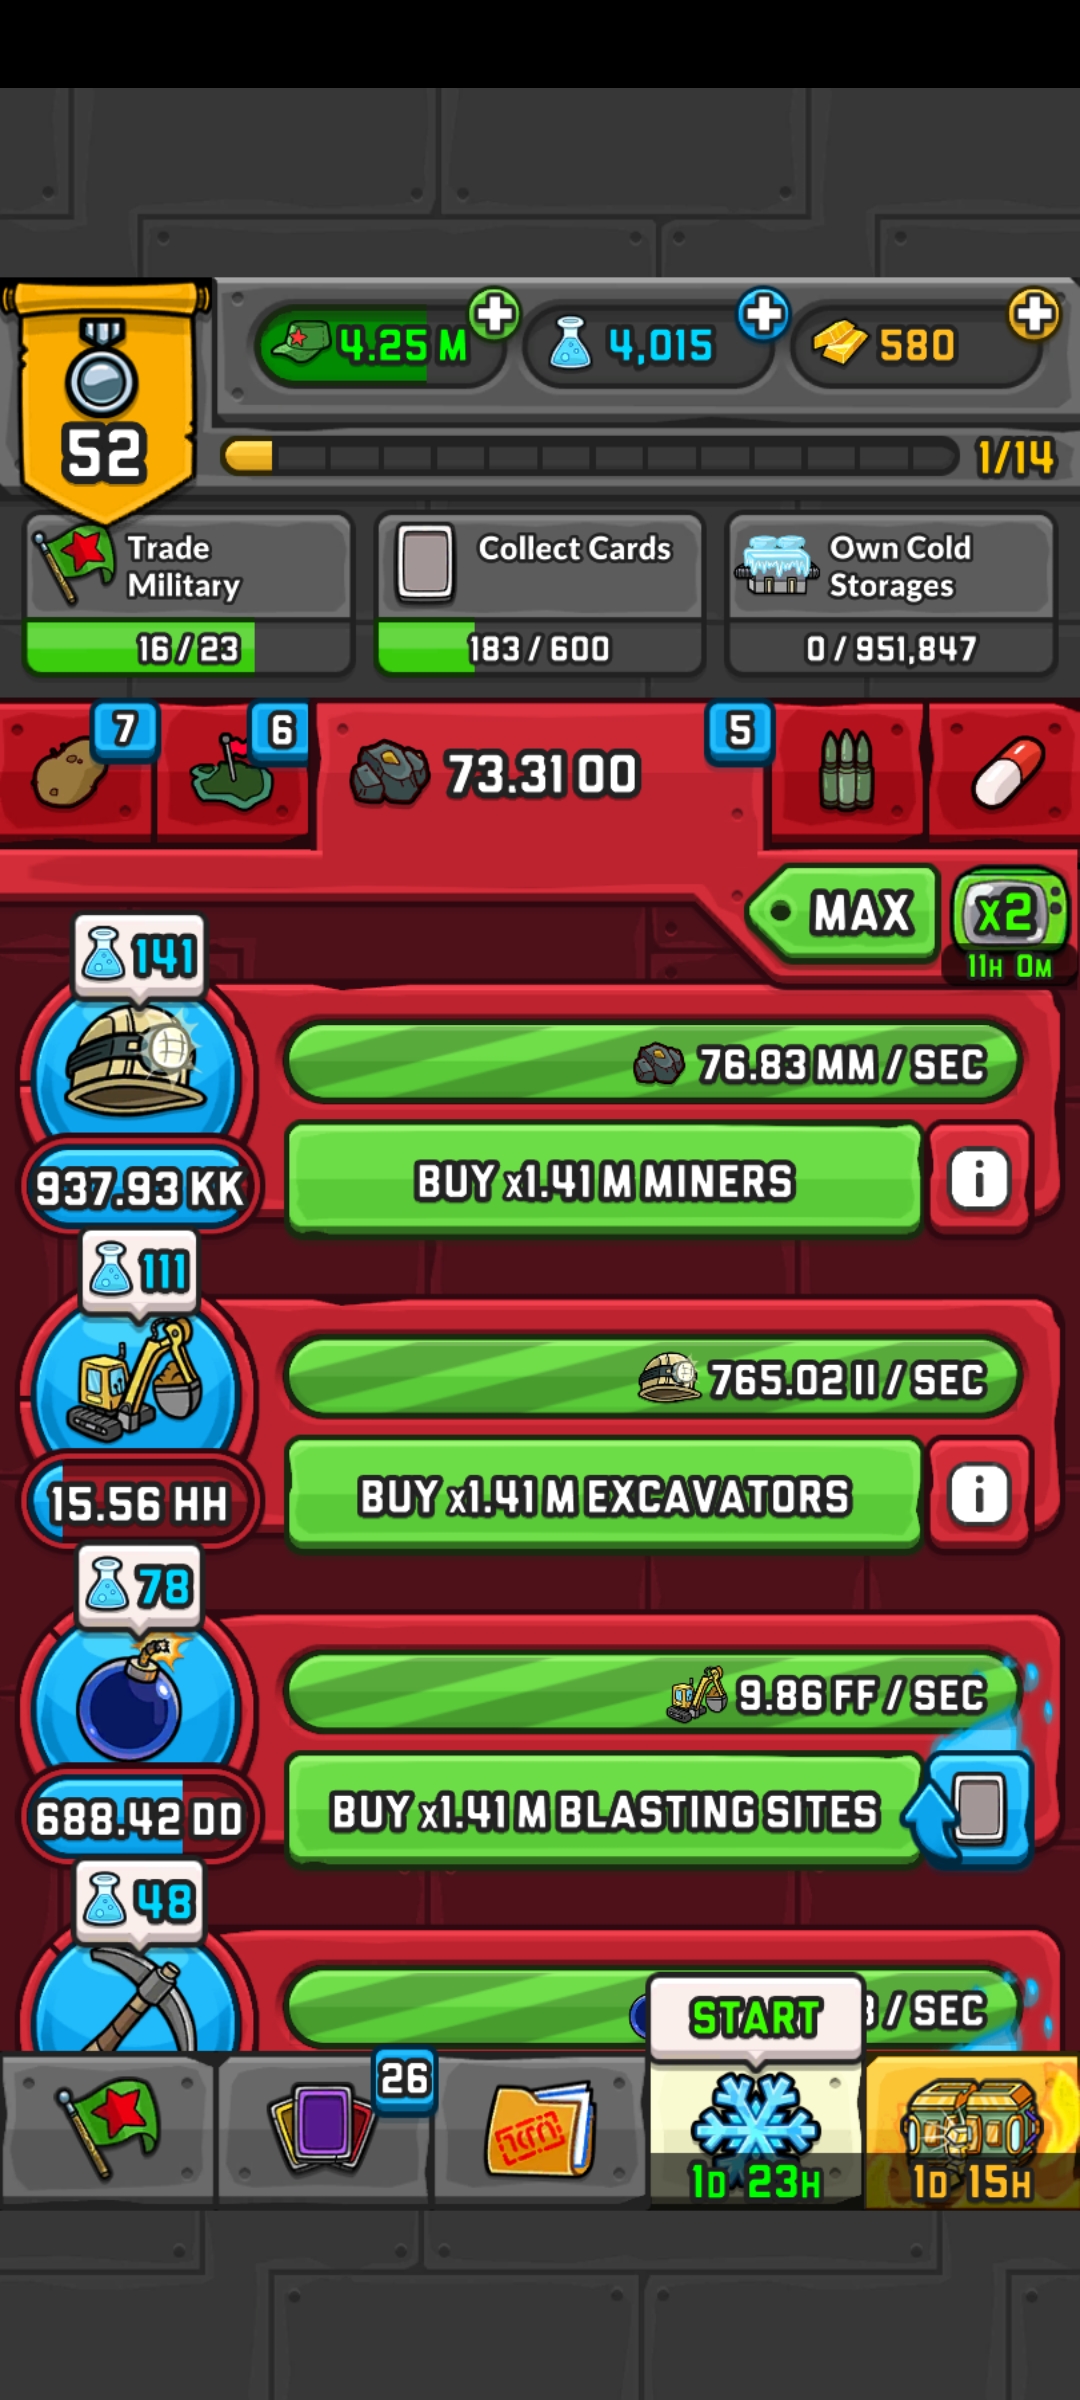 4.25 M
4,015
580
52
1/14
Trade
Military
16/23
Collect Cards
183/600
Own Cold
Storages
0/951,847
7
6
73.31 OO
5
MAX
x2
11H 0M
141
76.83 MM / SEC
BUY x1.41 M MINERS
i
937.93 KK
111
765.02 II / SEC
BUY x1.41 M EXCAVATORS
i
15.56 HH
78
9.86 FF / SEC
BUY x1.41 M BLASTING SITES
688.42 DD
48
/ SEC
START
26
1D 23H
1D 15H